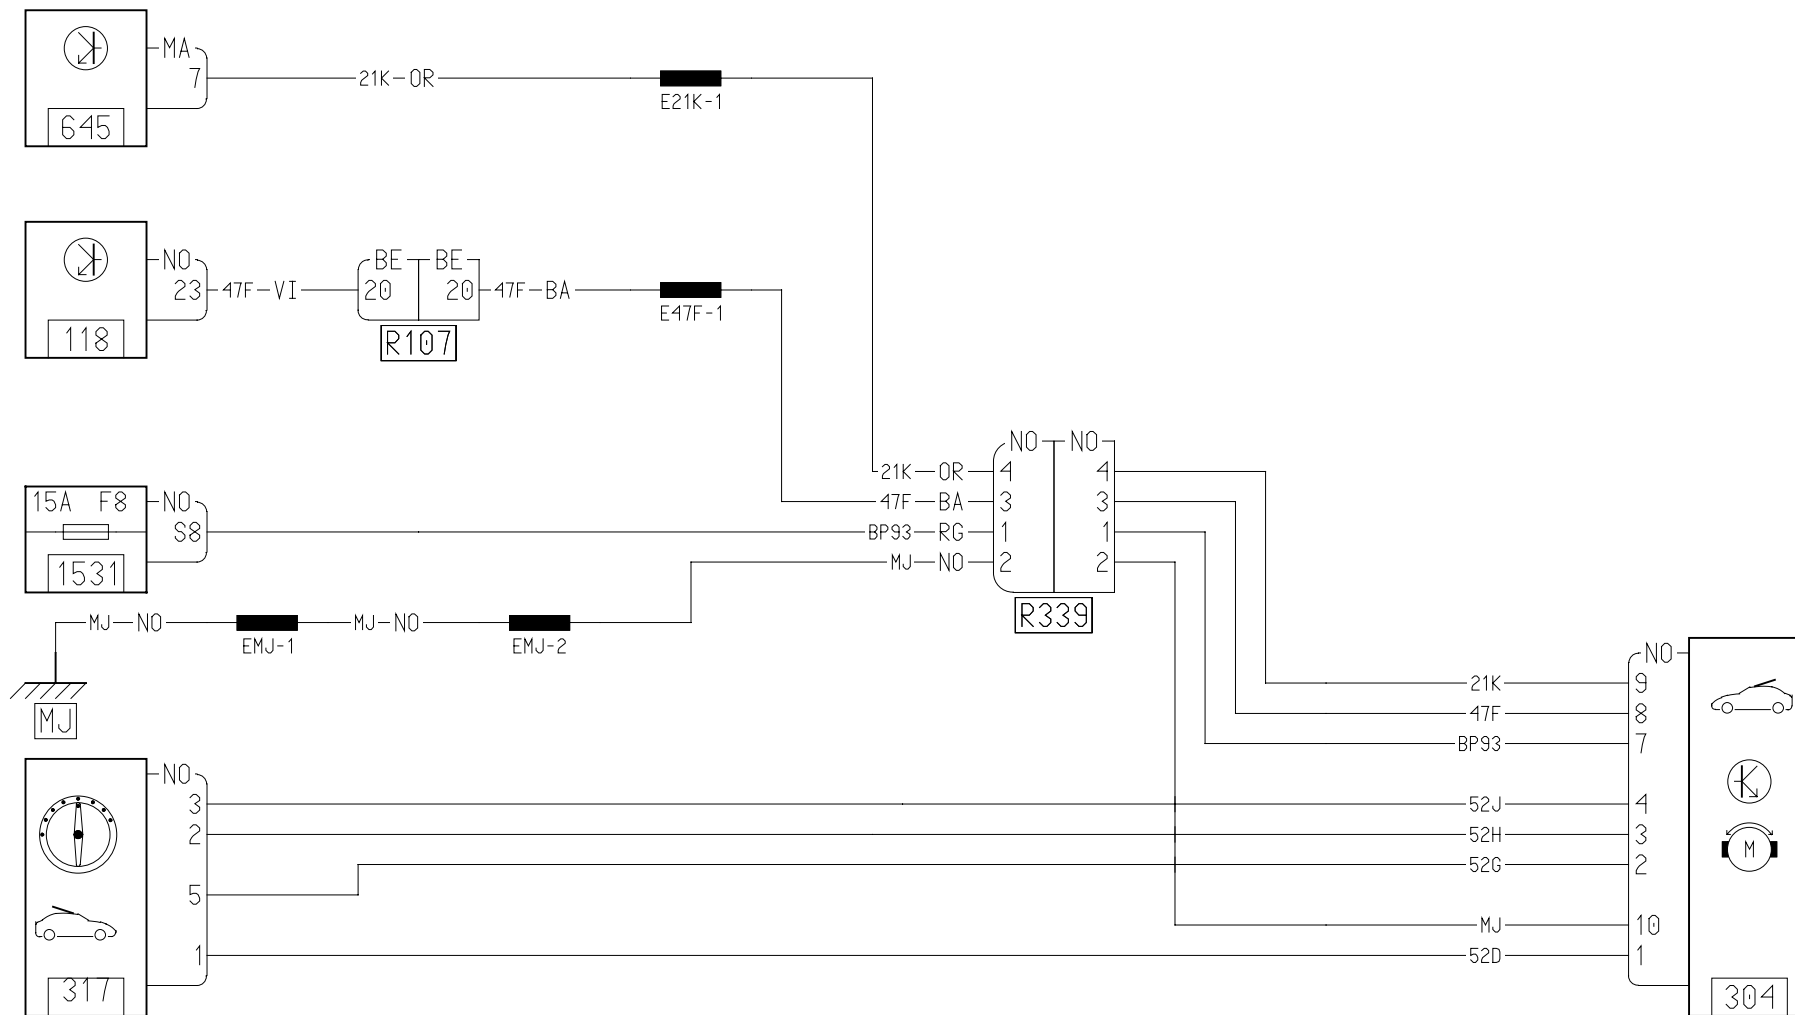 MA
7
21K OR
E21K-1
645
NO
23
47F VI
BE BE
20 20
47F BA
E47F-1
118
R107
15A F8
NO
S8
1531
NO NO
21K OR 4 4
47F BA 3 3
BP93 RG 1 1
MJ NO 2 2
R339
MJ NO
EMJ-1
MJ NO
EMJ-2
MJ
NO
3
2
5
1
317
NO
21K 9
47F 8
BP93 7
52J 4
52H 3
52G 2
MJ 10
52D 1
M
304